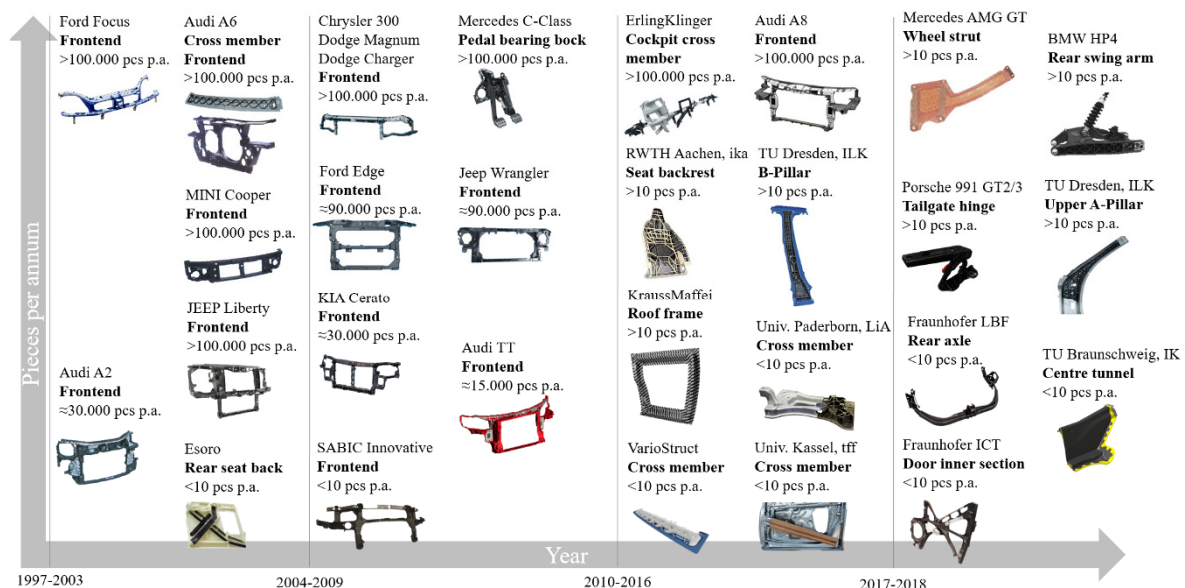 Pieces per annum
Ford Focus
Frontend
>100.000 pcs p.a.
Audi A2
Frontend
≈30.000 pcs p.a.
Audi A6
Cross member
Frontend
>100.000 pcs p.a.
MINI Cooper
Frontend
>100.000 pcs p.a.
JEEP Liberty
Frontend
>100.000 pcs p.a.
Esoro
Rear seat back
<10 pcs p.a.
Chrysler 300
Dodge Magnum
Dodge Charger
Frontend
>100.000 pcs p.a.
Ford Edge
Frontend
≈90.000 pcs p.a.
KIA Cerato
Frontend
≈30.000 pcs p.a.
SABIC Innovative
Frontend
<10 pcs p.a.
Mercedes C-Class
Pedal bearing bock
>100.000 pcs p.a.
Jeep Wrangler
Frontend
≈90.000 pcs p.a.
Audi TT
Frontend
≈15.000 pcs p.a.
ErlingKlinger
Cockpit cross
member
>100.000 pcs p.a.
RWTH Aachen, ika
Seat backrest
>10 pcs p.a.
KraussMaffei
Roof frame
>10 pcs p.a.
VarioStruct
Cross member
<10 pcs p.a.
Audi A8
Frontend
>100.000 pcs p.a.
TU Dresden, ILK
B-Pillar
>10 pcs p.a.
Univ. Paderborn, LiA
Cross member
<10 pcs p.a.
Univ. Kassel, tff
Cross member
<10 pcs p.a.
Mercedes AMG GT
Wheel strut
>10 pcs p.a.
Porsche 991 GT2/3
Tailgate hinge
>10 pcs p.a.
Fraunhofer LBF
Rear axle
<10 pcs p.a.
Fraunhofer ICT
Door inner section
<10 pcs p.a.
BMW HP4
Rear swing arm
>10 pcs p.a.
TU Dresden, ILK
Upper A-Pillar
>10 pcs p.a.
TU Braunschweig, IK
Centre tunnel
<10 pcs p.a.
Year
1997-2003
2004-2009
2010-2016
2017-2018